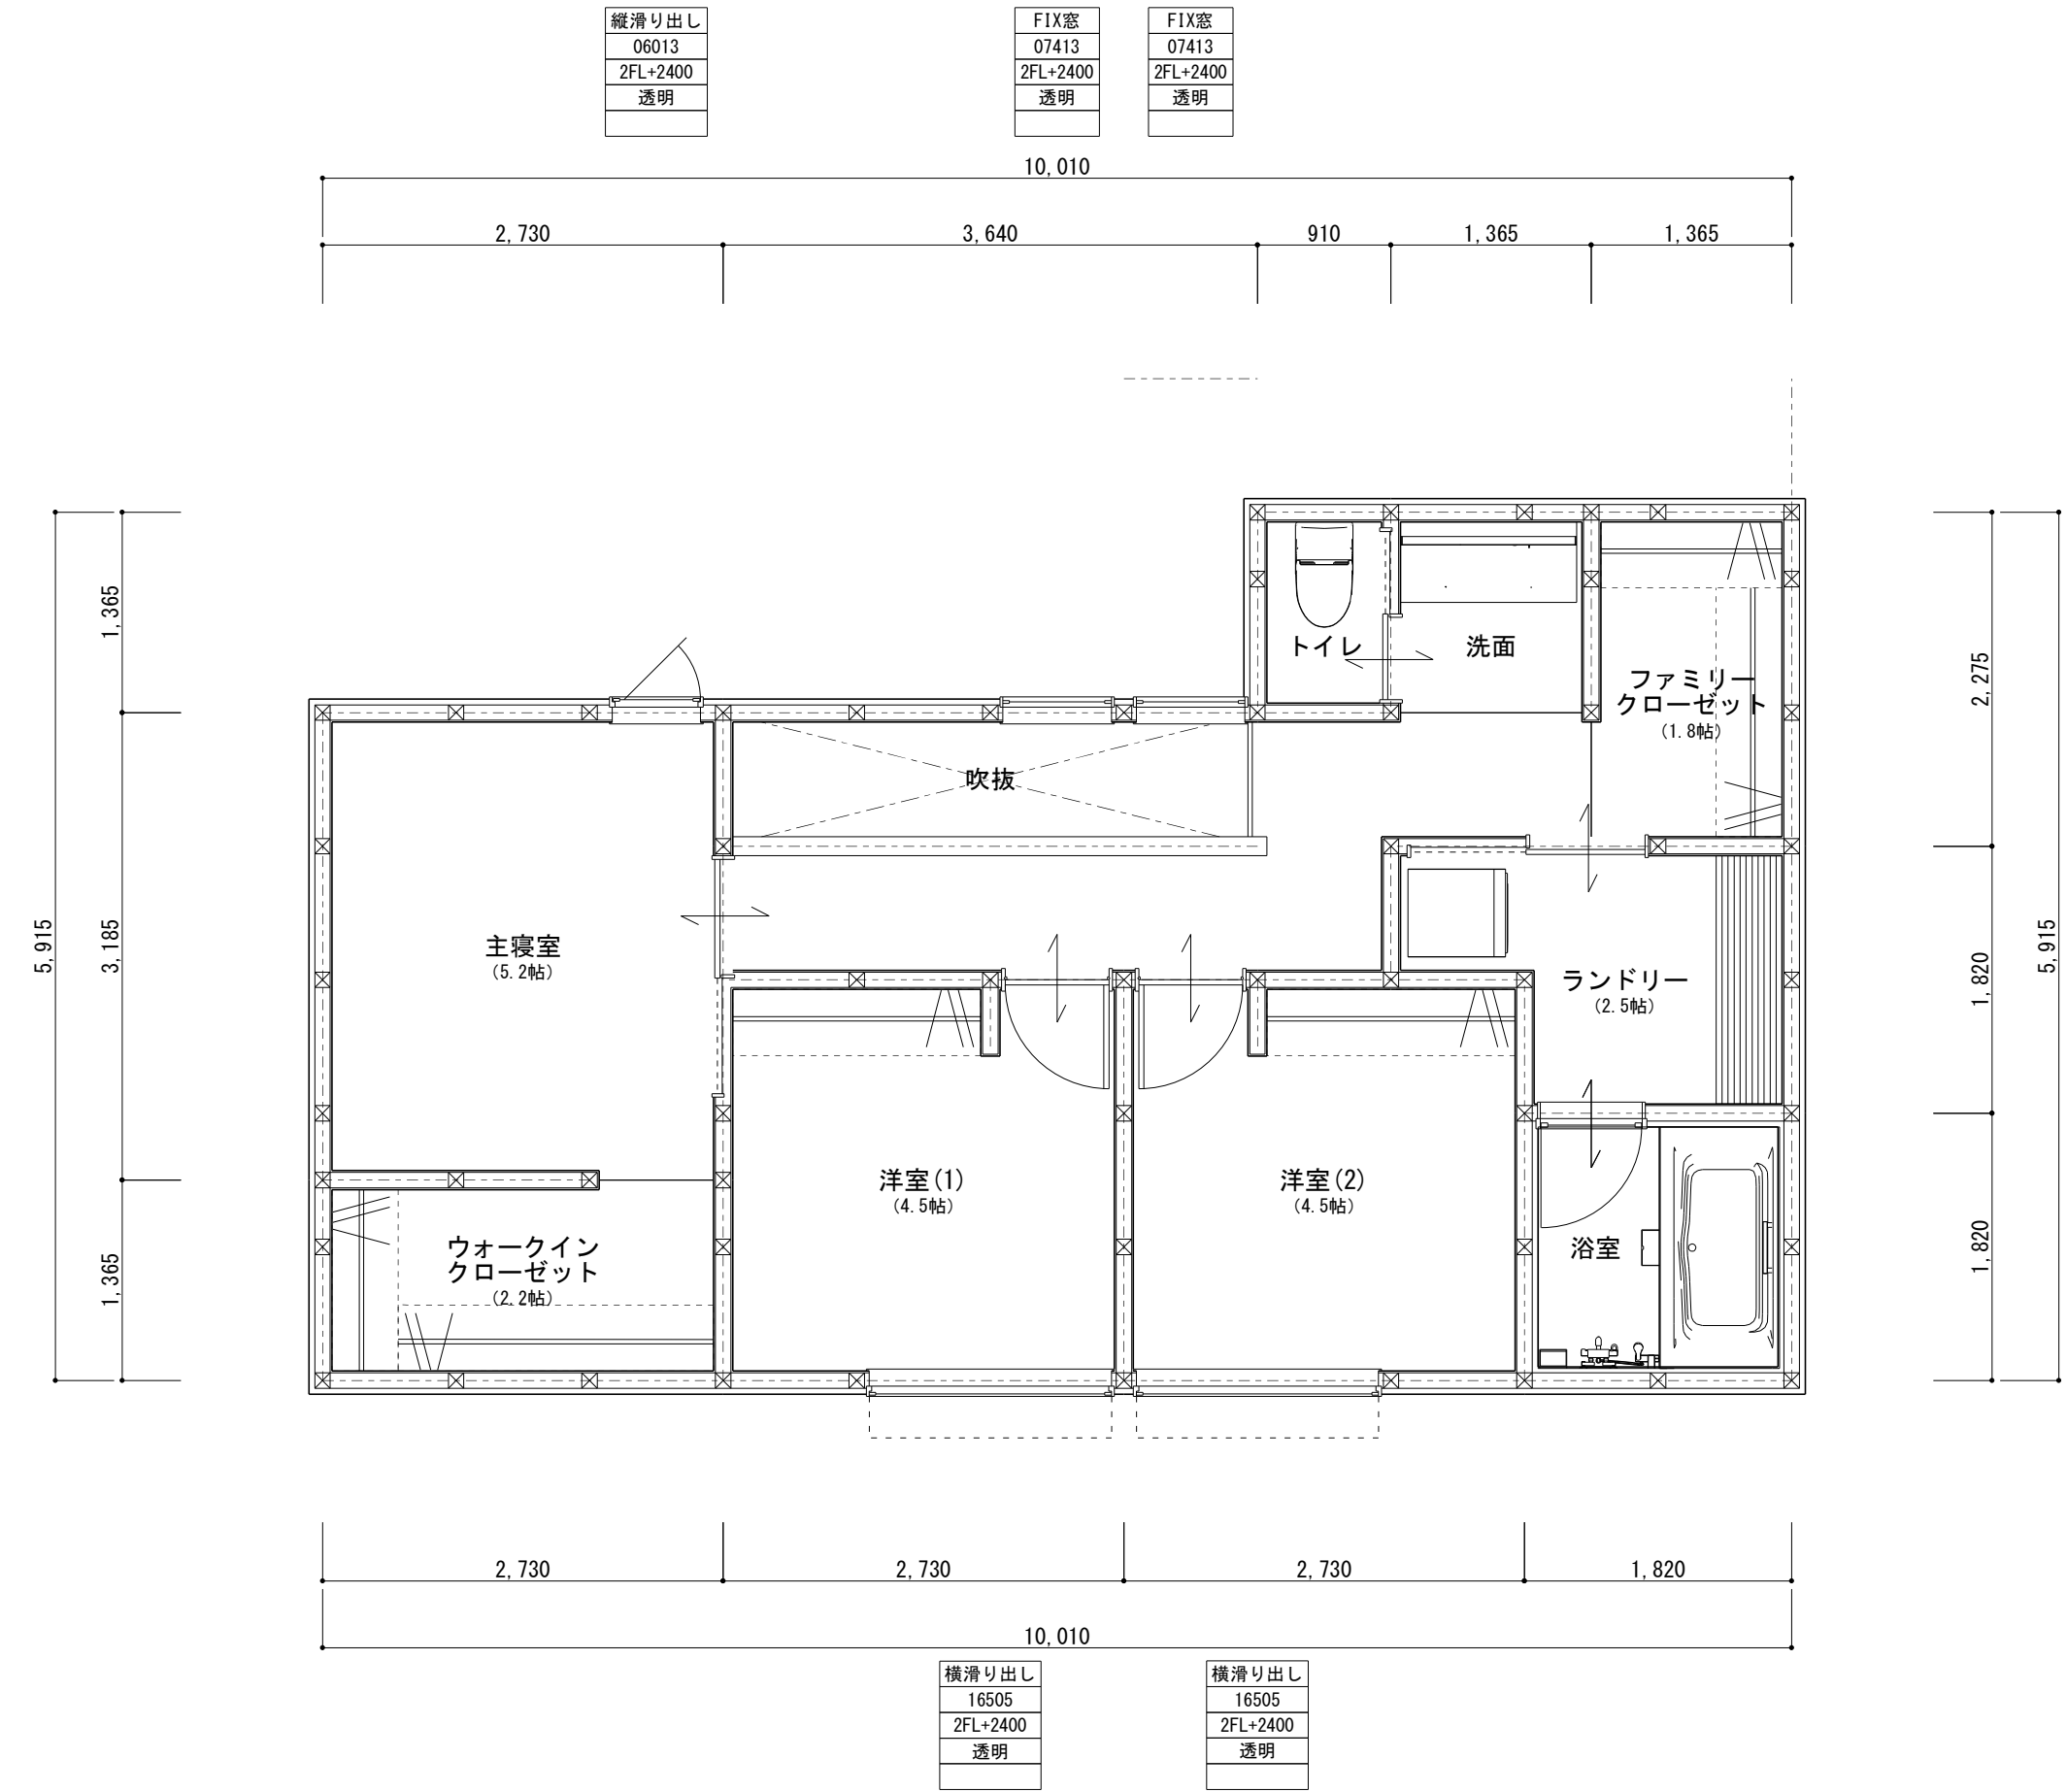 縦滑り出し
06013
2FL+2400
透明
FIX窓
07413
2FL+2400
透明
FIX窓
07413
2FL+2400
透明
10,010
2,730
3,640
910
1,365
1,365
5,915
1,365
3,185
1,365
2,275
1,820
1,820
5,915
トイレ
洗面
ファミリー
クローゼット
(1.8帖)
吹抜
主寝室
(5.2帖)
ランドリー
(2.5帖)
洋室(1)
(4.5帖)
洋室(2)
(4.5帖)
浴室
ウォークイン
クローゼット
(2.2帖)
2,730
2,730
2,730
1,820
10,010
横滑り出し
16505
2FL+2400
透明
横滑り出し
16505
2FL+2400
透明